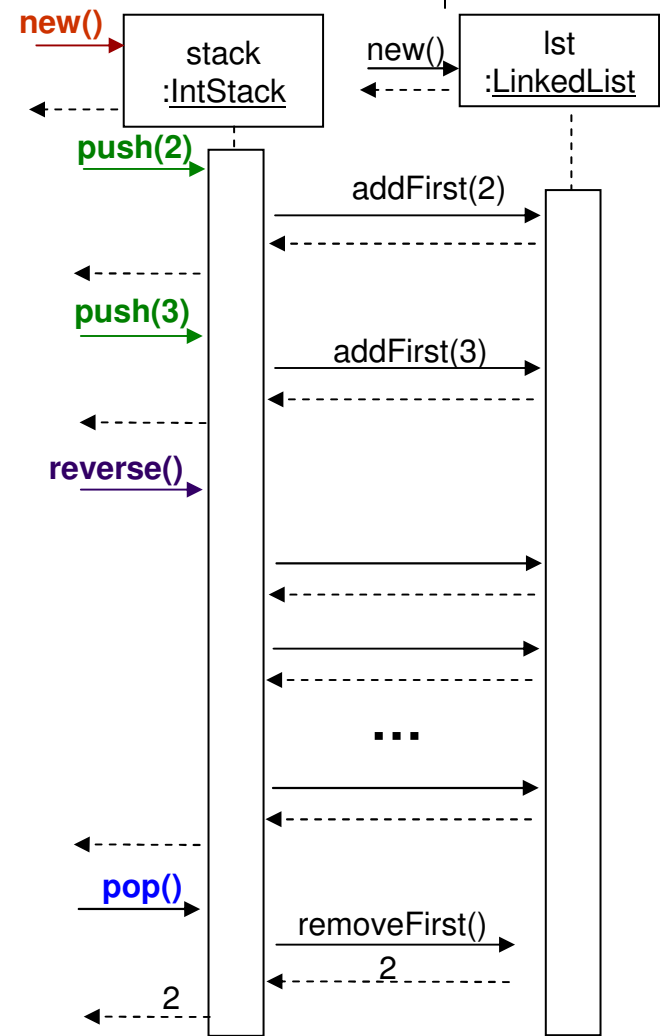 new()
stack
:IntStack
new()
lst
:LinkedList
push(2)
addFirst(2)
push(3)
addFirst(3)
reverse()
...
pop()
removeFirst()
2
2